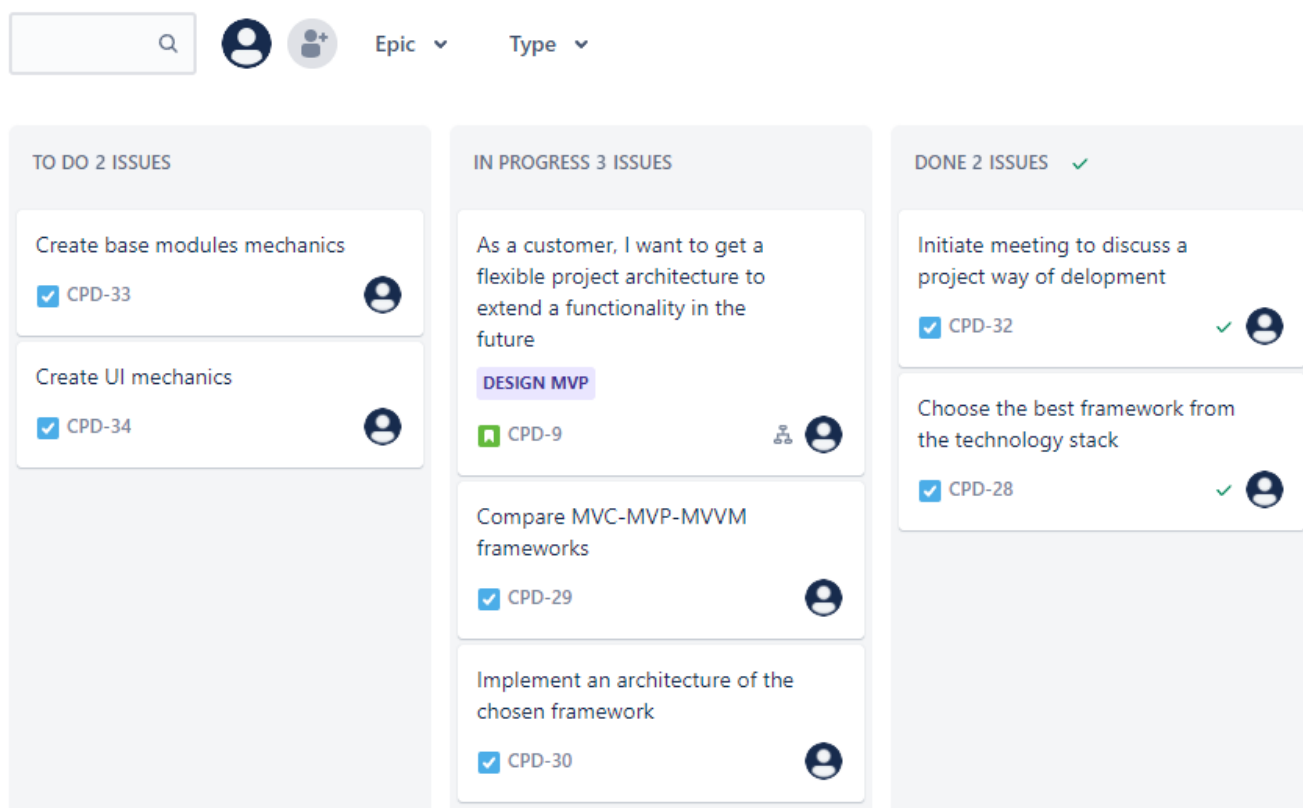 Epic
Type
TO DO 2 ISSUES
Create base modules mechanics
CPD-33
Create UI mechanics
CPD-34
IN PROGRESS 3 ISSUES
As a customer, I want to get a
flexible project architecture to
extend a functionality in the
future
DESIGN MVP
CPD-9
Compare MVC-MVP-MVVM
frameworks
CPD-29
Implement an architecture of the
chosen framework
CPD-30
DONE 2 ISSUES
Initiate meeting to discuss a
project way of delopment
CPD-32
Choose the best framework from
the technology stack
CPD-28